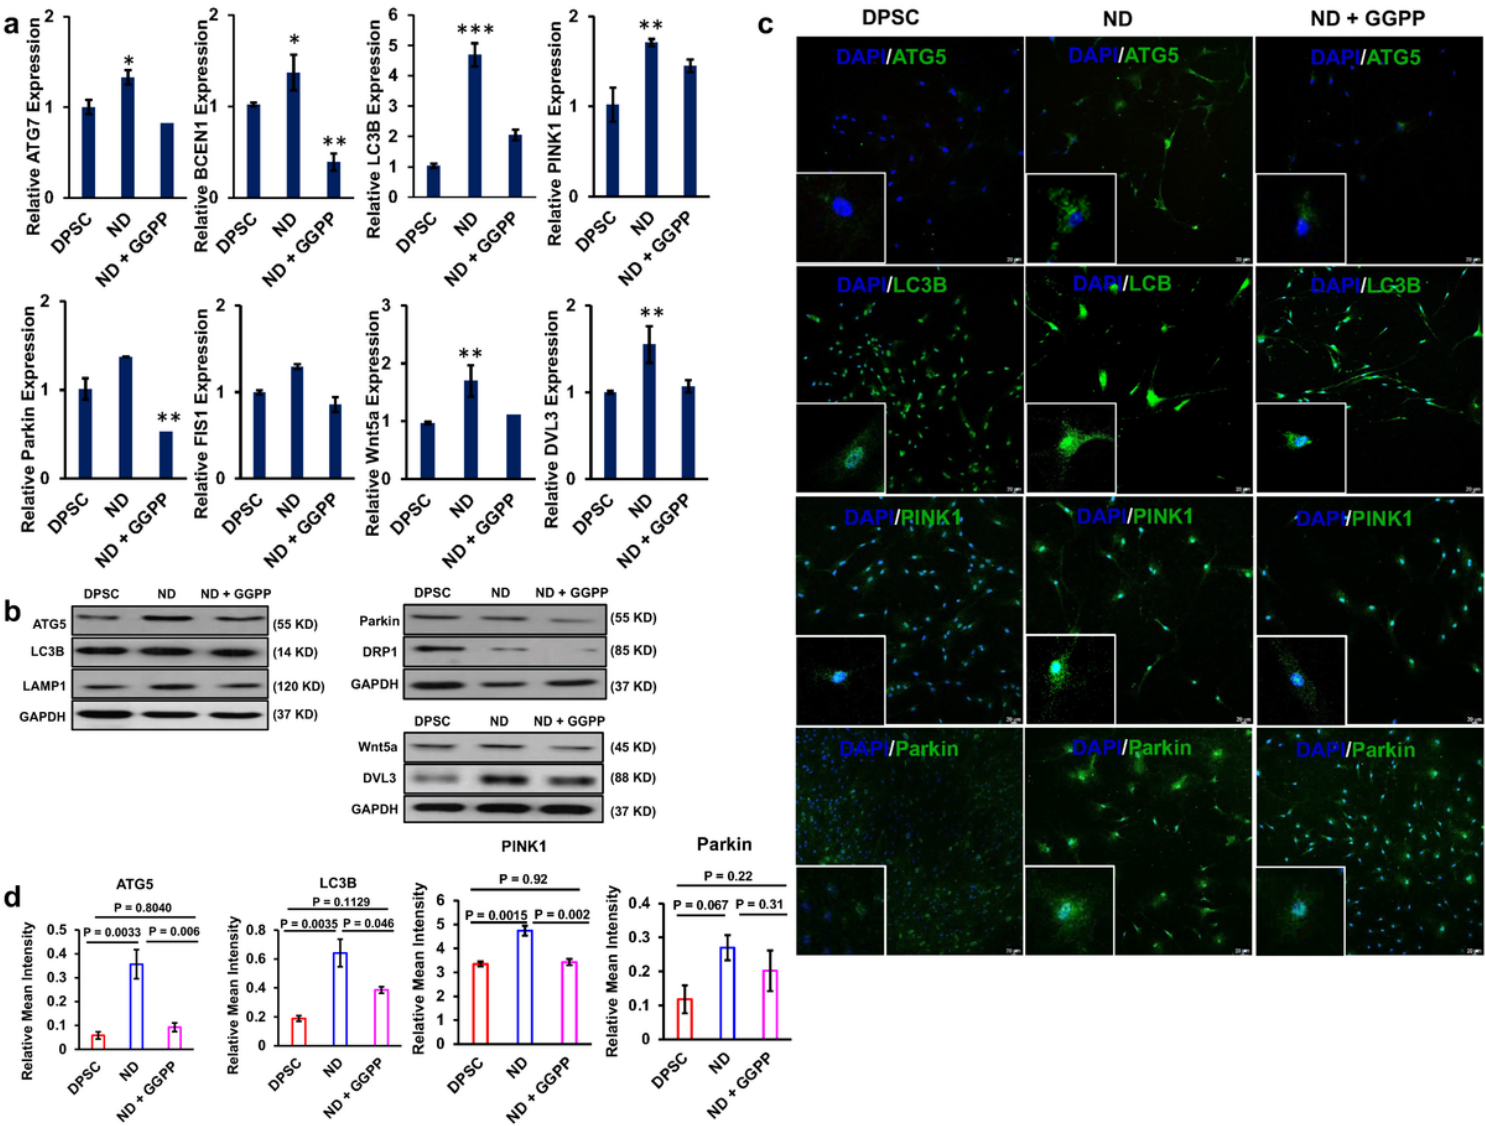 a
Relative ATG7 Expression
2
1
0
*
DPSC
ND
ND + GGPP
Relative BCEN1 Expression
2
1
0
*
**
DPSC
ND
ND + GGPP
Relative LC3B Expression
6
5
4
3
2
1
0
***
DPSC
ND
ND + GGPP
Relative PINK1 Expression
2
1
0
**
DPSC
ND
ND + GGPP
Relative Parkin Expression
2
1
0
**
DPSC
ND
ND + GGPP
Relative FIS1 Expression
2
1
0
DPSC
ND
ND + GGPP
Relative Wnt5a Expression
3
2
1
0
**
DPSC
ND
ND + GGPP
Relative DVL3 Expression
2
1
0
**
DPSC
ND
ND + GGPP
b
DPSC ND ND + GGPP
ATG5 (55 KD)
LC3B (14 KD)
LAMP1 (120 KD)
GAPDH (37 KD)
DPSC ND ND + GGPP
Parkin (55 KD)
DRP1 (85 KD)
GAPDH (37 KD)
DPSC ND ND + GGPP
Wnt5a (45 KD)
DVL3 (88 KD)
GAPDH (37 KD)
c
DPSC ND ND + GGPP
DAPI/ATG5 DAPI/ATG5 DAPI/ATG5
DAPI/LC3B DAPI/LCB DAPI/LC3B
DAPI/PINK1 DAPI/PINK1 DAPI/PINK1
DAPI/Parkin DAPI/Parkin DAPI/Parkin
d
ATG5
P = 0.8040
P = 0.0033 P = 0.006
Relative Mean Intensity
0.5
0.4
0.3
0.2
0.1
0
DPSC
ND
ND + GGPP
LC3B
P = 0.1129
P = 0.0035 P = 0.046
Relative Mean Intensity
0.8
0.6
0.4
0.2
0
DPSC
ND
ND + GGPP
PINK1
P = 0.92
P = 0.0015 P = 0.002
Relative Mean Intensity
6
5
4
3
2
1
0
DPSC
ND
ND + GGPP
Parkin
P = 0.22
P = 0.067 P = 0.31
Relative Mean Intensity
0.4
0.3
0.2
0.1
0
DPSC
ND
ND + GGPP